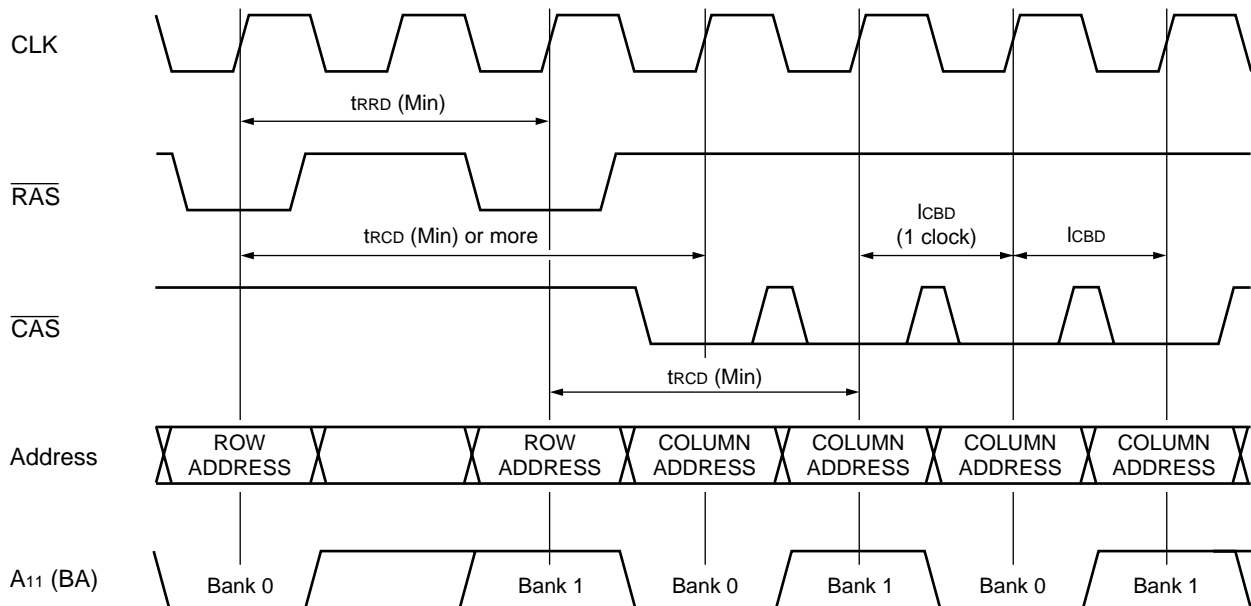 CLK
tRRD (Min)
RAS
tRCD (Min) or more
lCBD
(1 clock)
lCBD
CAS
tRCD (Min)
Address
ROW
ADDRESS
ROW
ADDRESS
COLUMN
ADDRESS
COLUMN
ADDRESS
COLUMN
ADDRESS
COLUMN
ADDRESS
A11 (BA)
Bank 0
Bank 1
Bank 0
Bank 1
Bank 0
Bank 1